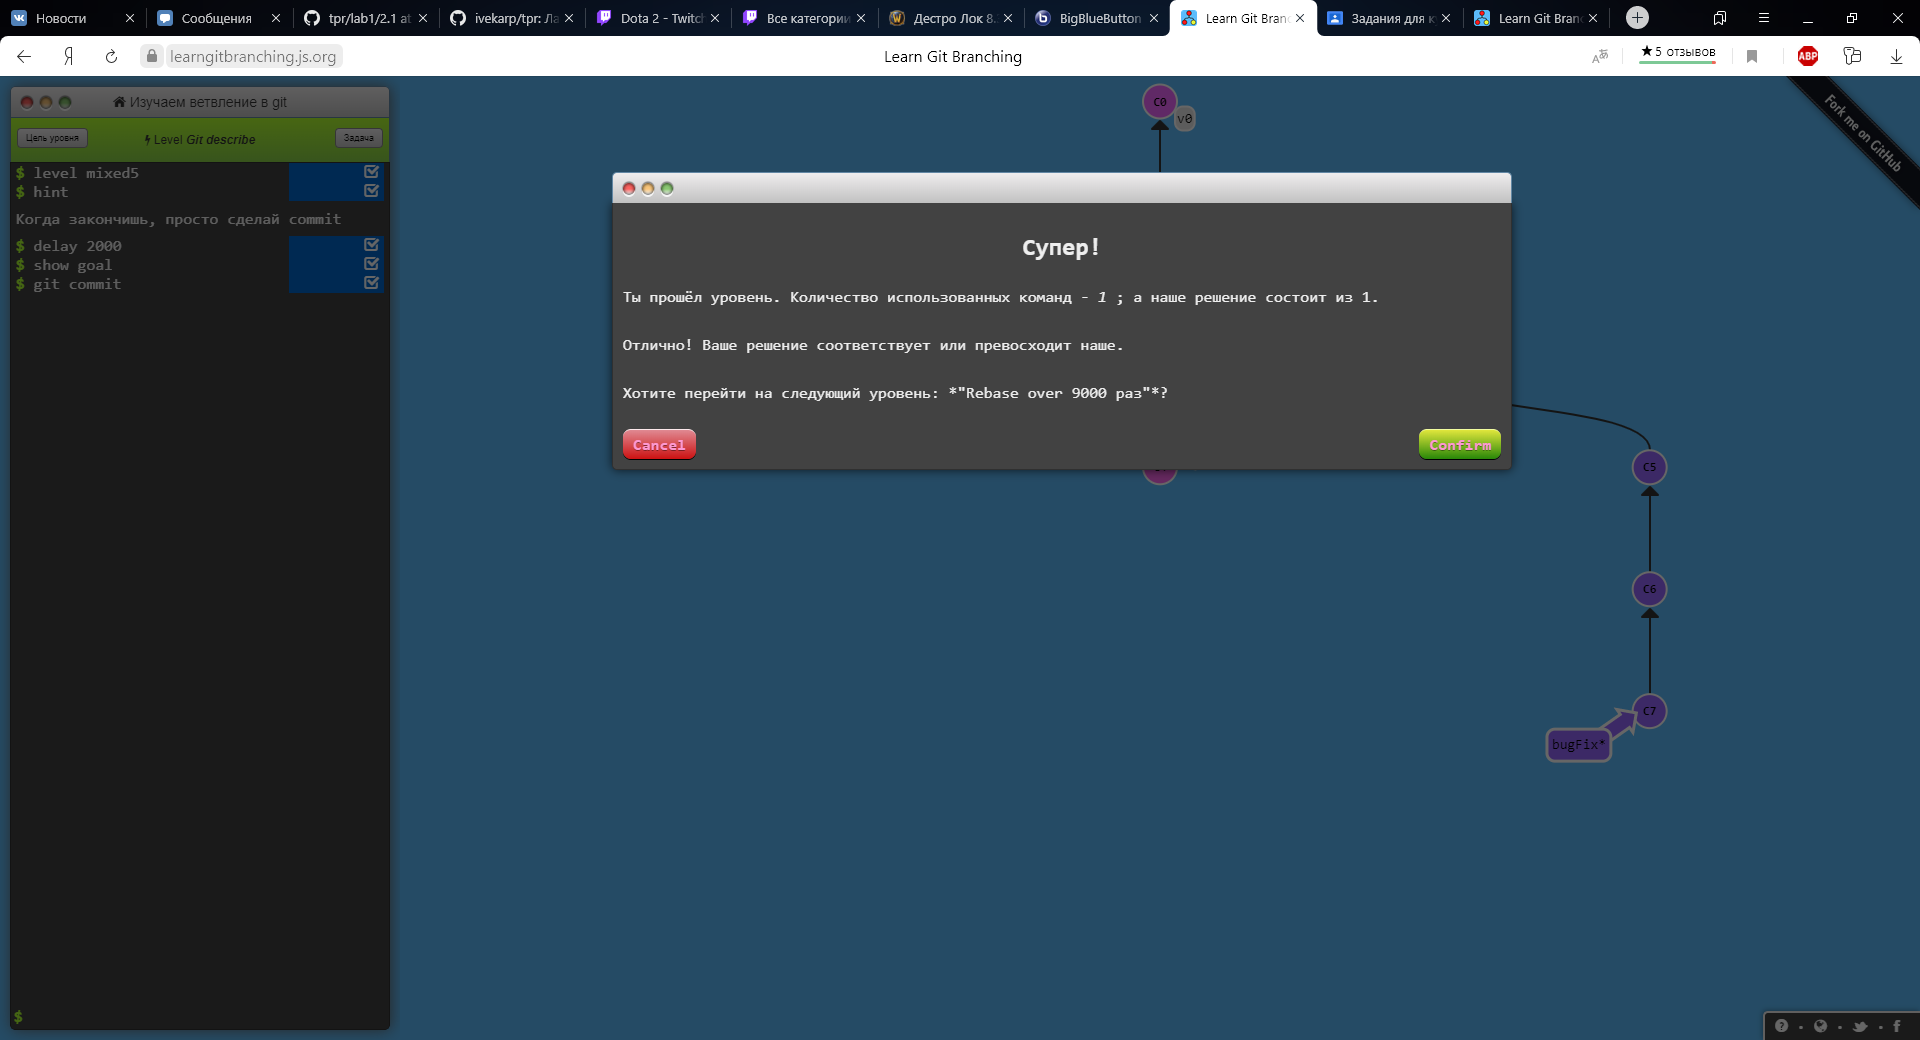 Новости
Сообщения
tpr/lab1/2.1 at
ivekarp/tpr: Ла
Dota 2 - Twitch
Все категории
Дестро Лок 8.
BigBlueButton
Learn Git Branc
Задания для к
Learn Git Branc
Я
learngitbranching.js.org
Learn Git Branching
★5 отзывов
ABP
Изучаем ветвление в git
Цель уровня
Level Git describe
Задача
$ level mixed5
$ hint
Когда закончишь, просто сделай commit
$ delay 2000
$ show goal
$ git commit
$
C0
v0
Fork me on GitHub
Супер!
Ты прошёл уровень. Количество использованных команд - 1 ; а наше решение состоит из 1.
Отлично! Ваше решение соответствует или превосходит наше.
Хотите перейти на следующий уровень: *"Rebase over 9000 раз"*?
Cancel
Confirm
C5
C6
C7
bugFix*